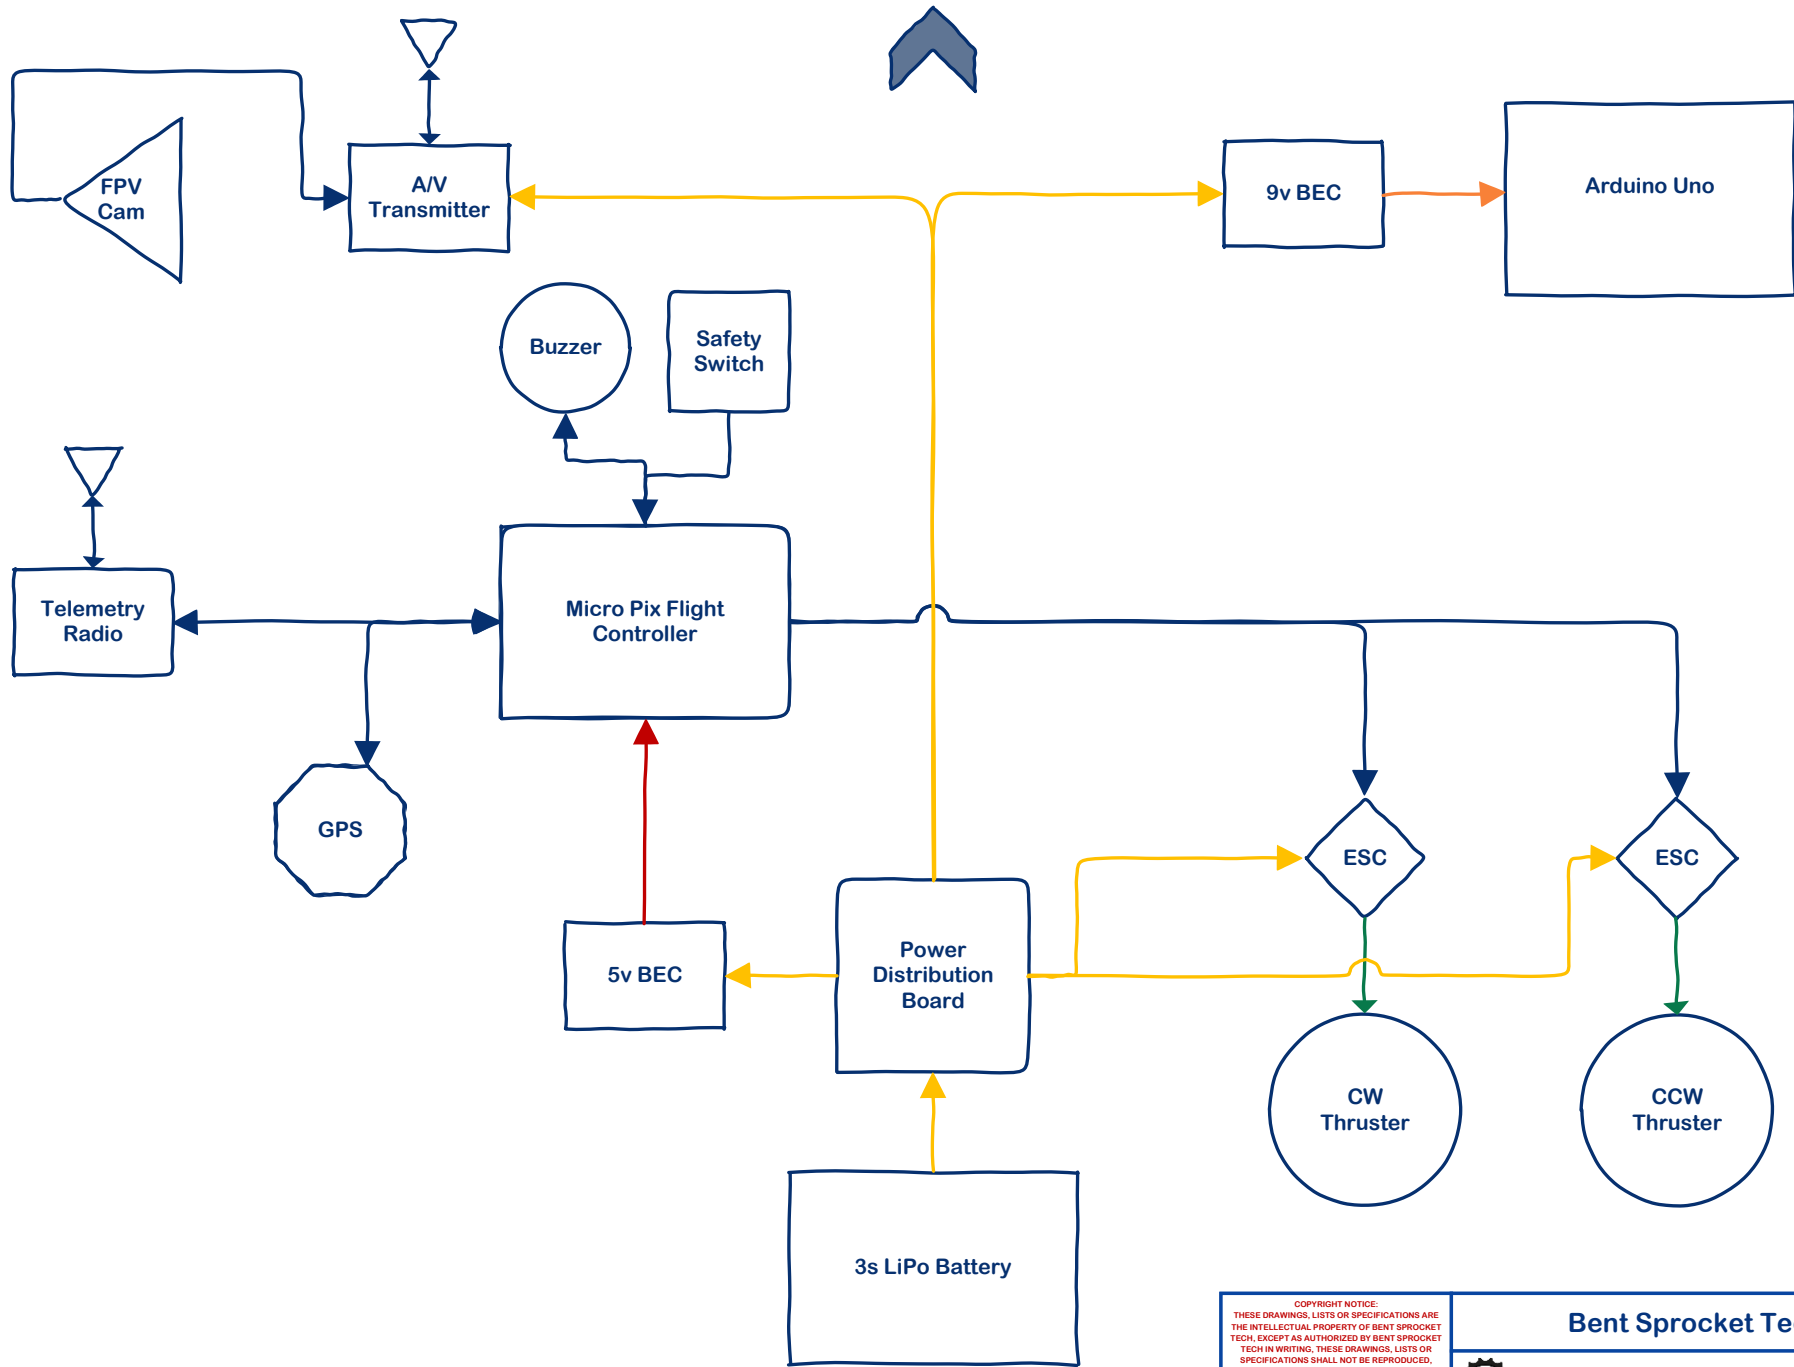 FPV
Cam
A/V
Transmitter
9v BEC
Arduino Uno
Buzzer
Safety
Switch
Telemetry
Radio
Micro Pix Flight
Controller
GPS
ESC
ESC
5v BEC
Power
Distribution
Board
CW
Thruster
CCW
Thruster
3s LiPo Battery
COPYRIGHT NOTICE:
THESE DRAWINGS, LISTS OR SPECIFICATIONS ARE
THE INTELLECTUAL PROPERTY OF BENT SPROCKET
TECH, EXCEPT AS AUTHORIZED BY BENT SPROCKET
TECH IN WRITING, THESE DRAWINGS, LISTS OR
SPECIFICATIONS SHALL NOT BE REPRODUCED,
Bent Sprocket Te